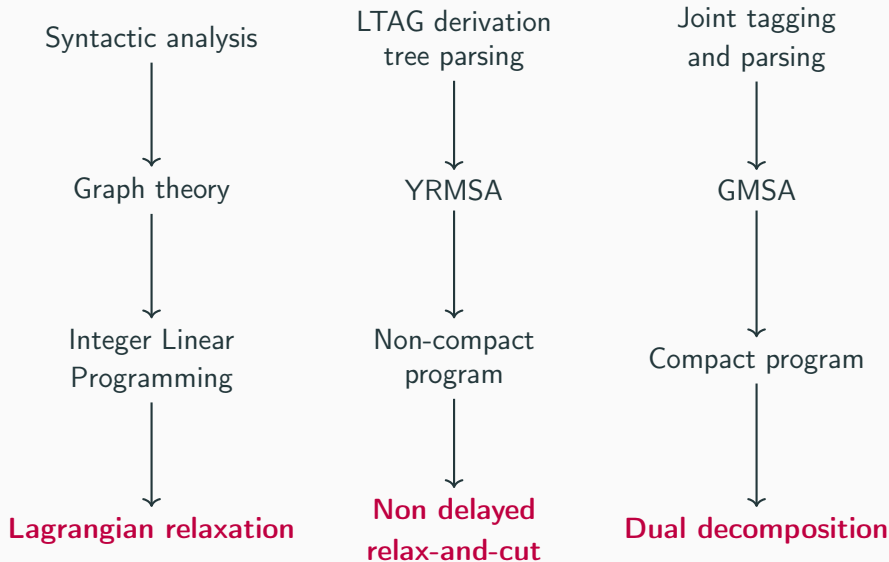 Syntactic analysis
LTAG derivation
tree parsing
Joint tagging
and parsing
Graph theory
YRMSA
GMSA
Integer Linear
Programming
Non-compact
program
Compact program
Lagrangian relaxation
Non delayed
relax-and-cut
Dual decomposition